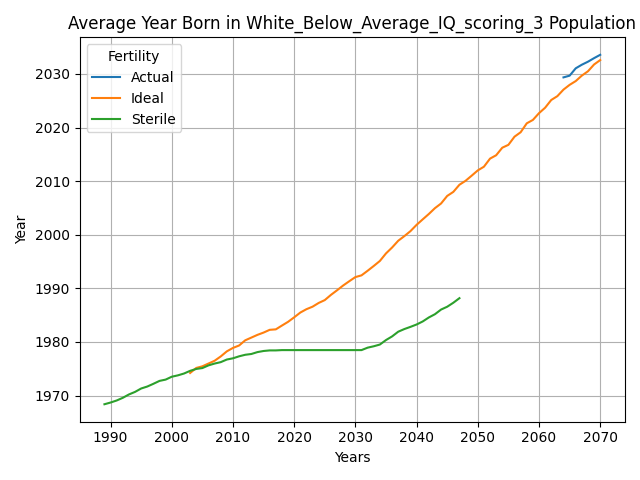 Average Year Born in White_Below_Average_IQ_scoring_3 Population
Fertility
Actual
Ideal
Sterile
Year
2030
2020
2010
2000
1990
1980
1970
1990 2000 2010 2020 2030 2040 2050 2060 2070
Years